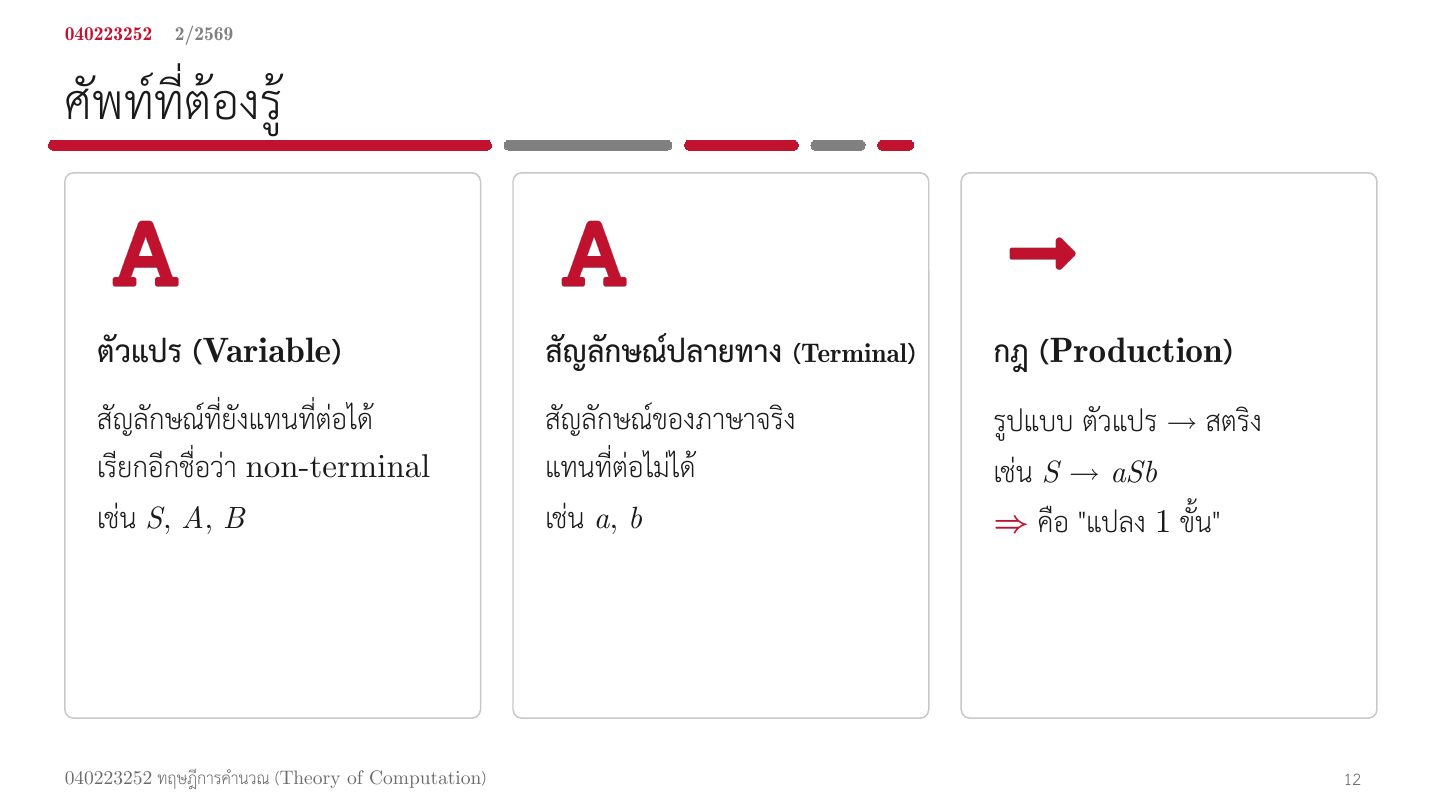 040223252 2/2569
ศัพท์ที่ต้องรู้
A
ตัวแปร (Variable)
สัญลักษณ์ที่ยังแทนที่ต่อได้
เรียกอีกชื่อว่า non-terminal
เช่น S, A, B
A
สัญลักษณ์ปลายทาง (Terminal)
สัญลักษณ์ของภาษาจริง
แทนที่ต่อไม่ได้
เช่น a, b
→
กฎ (Production)
รูปแบบ ตัวแปร → สตริง
เช่น S → aSb
⇒ คือ "แปลง 1 ขั้น"
040223252 ทฤษฎีการคำนวณ (Theory of Computation)
12